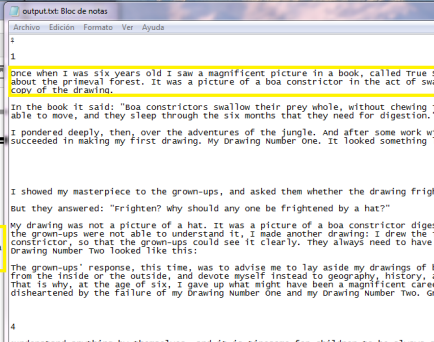 output.txt: Bloc de notas
Archivo Edición Formato Ver Ayuda
1
Once when I was six years old I saw a magnificent picture in a book, called True
about the primeval forest. It was a picture of a boa constrictor in the act of
copy of the drawing.
In the book it said: "Boa constrictors swallow their prey whole, without chewing
able to move, and they sleep through the six months that they need for digestion."
I pondered deeply, then, over the adventures of the jungle. And after some work
succeeded in making my first drawing. My Drawing Number One. It looked something
I showed my masterpiece to the grown-ups, and asked them whether the drawing
But they answered: "Frighten? Why should any one be frightened by a hat?"
My drawing was not a picture of a hat. It was a picture of a boa constrictor
the grown-ups were not able to understand it, I made another drawing: I drew the
constrictor, so that the grown-ups could see it clearly. They always need to have
Drawing Number Two looked like this:
The grown-ups' response, this time, was to advise me to lay aside my drawings of
from the inside or the outside, and devote myself instead to geography, history,
That is why, at the age of six, I gave up what might have been a magnificent
disheartened by the failure of my Drawing Number One and my Drawing Number Two.
4